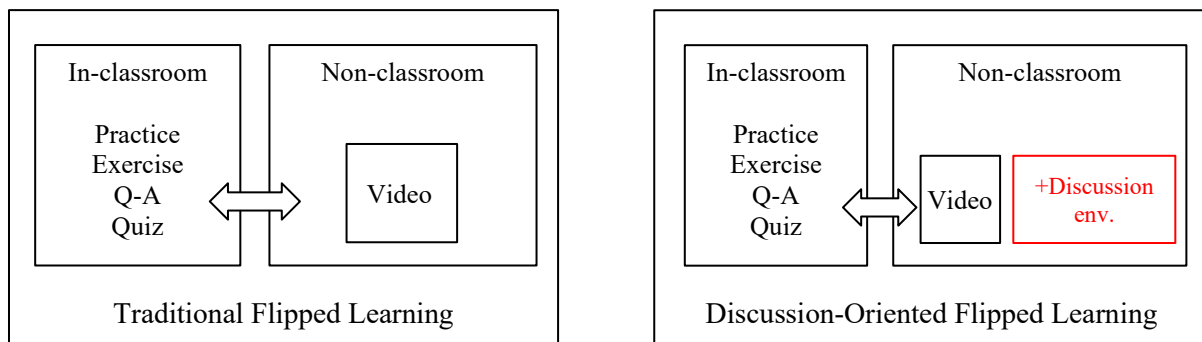 In-classroom
Practice
Exercise
Q-A
Quiz
Non-classroom
Video
Traditional Flipped Learning
In-classroom
Practice
Exercise
Q-A
Quiz
Non-classroom
Video
+Discussion
env.
Discussion-Oriented Flipped Learning